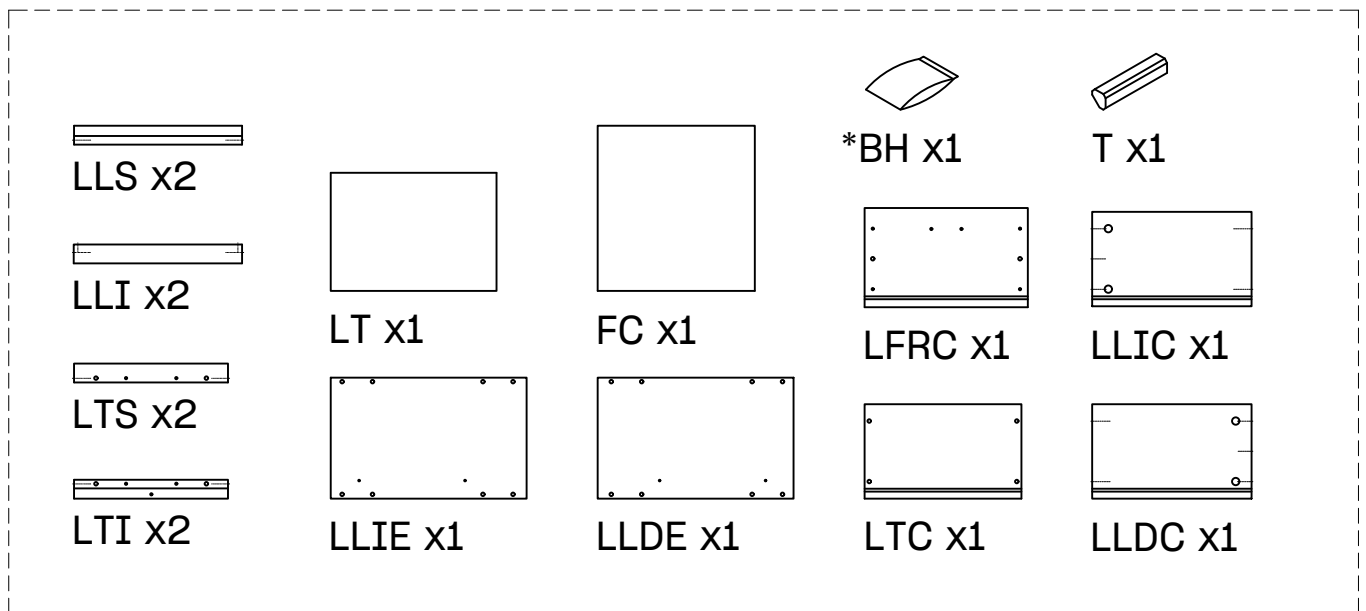 LLS x2
LLI x2
LTS x2
LTI x2
LT x1
LLIE x1
FC x1
LLDE x1
*BH x1
LFRC x1
LTC x1
T x1
LLIC x1
LLDC x1